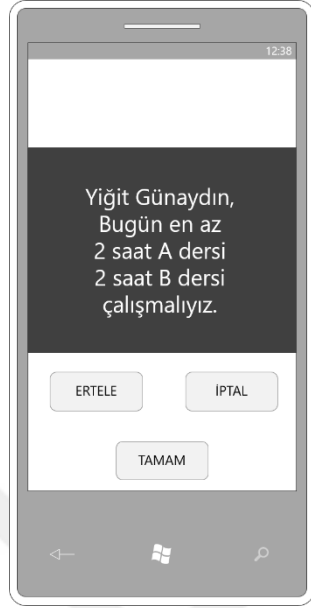 12:38
Yiğit Günaydın,
Bugün en az
2 saat A dersi
2 saat B dersi
çalışmalıyız.
ERTELE
İPTAL
TAMAM